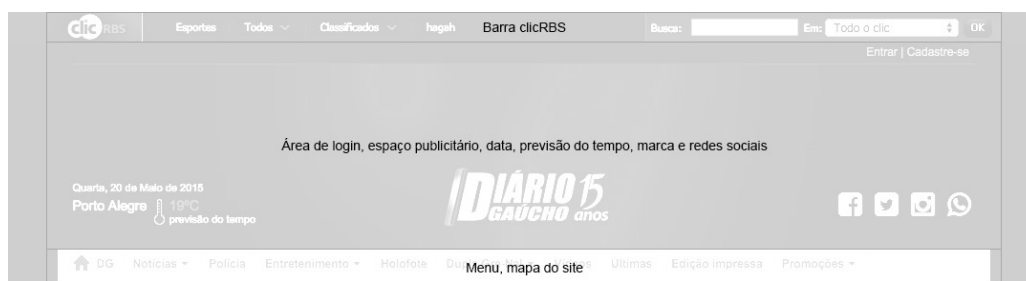 clicRBS Esportes Todos Classificados hagah Barra clicRBS Busca: Em: Todo o clic OK
Entrar | Cadastre-se
Área de login, espaço publicitário, data, previsão do tempo, marca e redes sociais
Quarta, 20 de Maio de 2015
Porto Alegre 19ºC
previsão do tempo
DIÁRIO 15
GAÚCHO anos
DG Notícias Polícia Entretenimento Holofote Menu, mapa do site Últimas Edição impressa Promoções